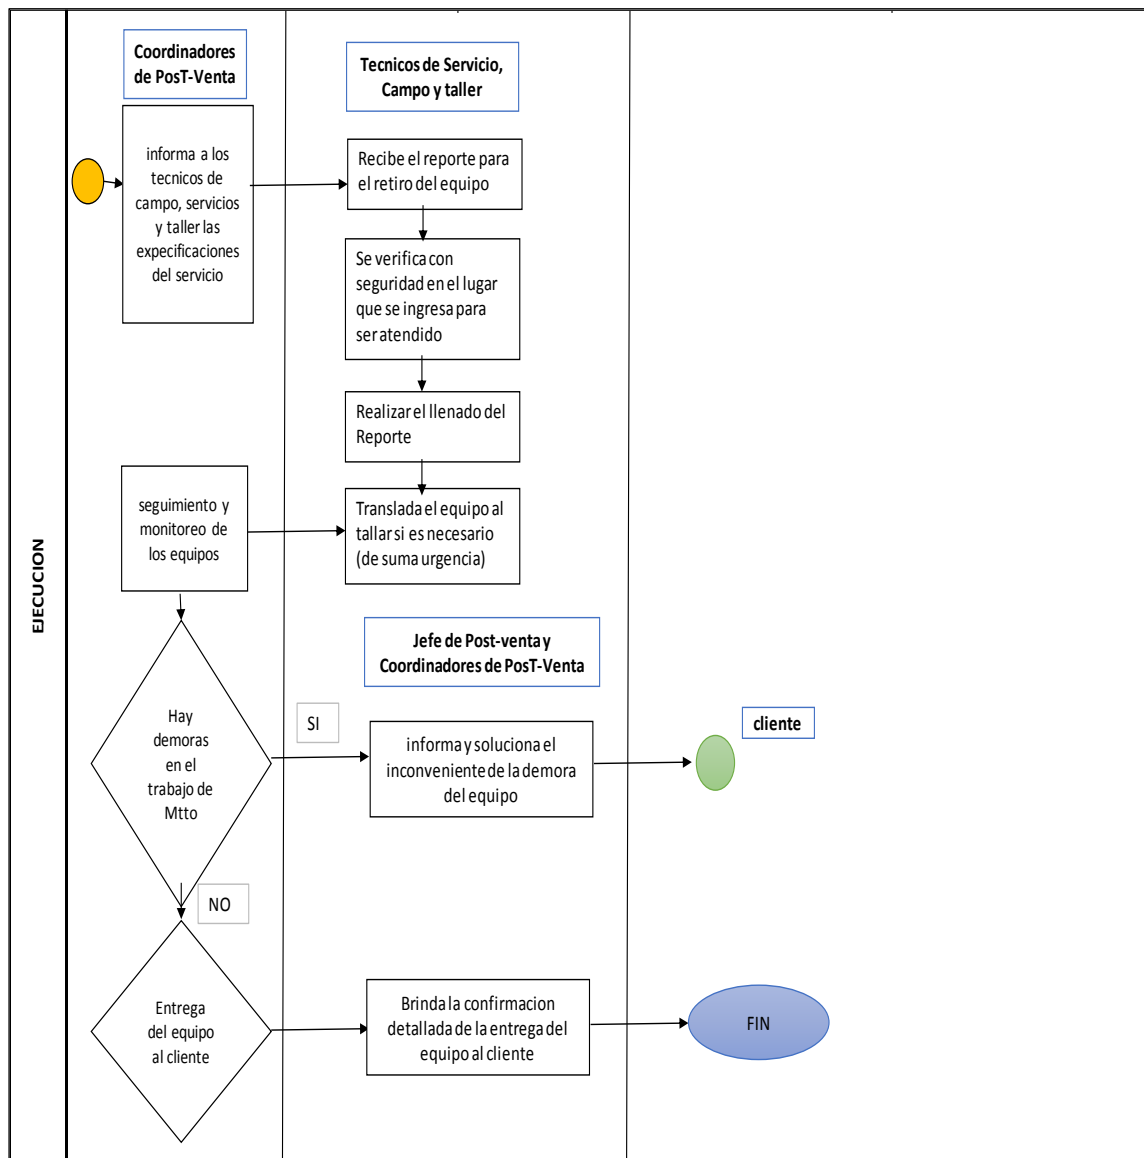 EJECUCION
Coordinadores
de PosT-Venta
informa a los
tecnicos de
campo, servicios
y taller las
expecificaciones
del servicio
Tecnicos de Servicio,
Campo y taller
Recibe el reporte para
el retiro del equipo
Se verifica con
seguridad en el lugar
que se ingresa para
ser atendido
Realizar el llenado del
Reporte
seguimiento y
monitoreo de
los equipos
Translada el equipo al
tallar si es necesario
(de suma urgencia)
Jefe de Post-venta y
Coordinadores de PosT-Venta
Hay
demoras
en el
trabajo de
Mtto
SI
informa y soluciona el
inconveniente de la demora
del equipo
cliente
NO
Entrega
del equipo
al cliente
Brinda la confirmacion
detallada de la entrega del
equipo al cliente
FIN